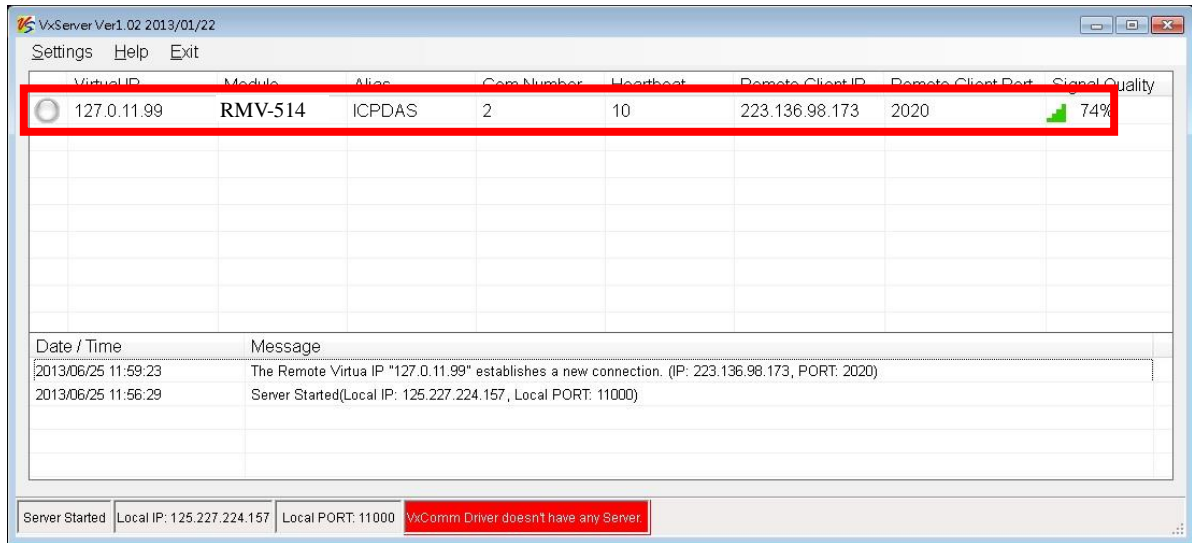 VxServer Ver1.02 2013/01/22
Settings Help Exit
Virtual IP Module Alias Com Number Heartbeat Remote Client IP Remote Client Port Signal Quality
127.0.11.99 RMV-514 ICPDAS 2 10 223.136.98.173 2020 74%
Date / Time Message
2013/06/25 11:59:23 The Remote Virtua IP "127.0.11.99" establishes a new connection. (IP: 223.136.98.173, PORT: 2020)
2013/06/25 11:56:29 Server Started(Local IP: 125.227.224.157, Local PORT: 11000)
Server Started Local IP: 125.227.224.157 Local PORT: 11000 VxComm Driver doesn't have any Server.